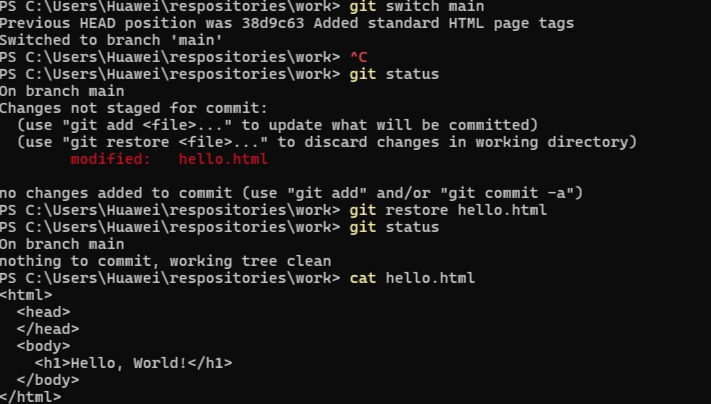 PS C:\Users\Huawei\respositories\work> git switch main
Previous HEAD position was 38d9c63 Added standard HTML page tags
Switched to branch 'main'
PS C:\Users\Huawei\respositories\work> ^C
PS C:\Users\Huawei\respositories\work> git status
On branch main
Changes not staged for commit:
  (use "git add <file>..." to update what will be committed)
  (use "git restore <file>..." to discard changes in working directory)
        modified:   hello.html

no changes added to commit (use "git add" and/or "git commit -a")
PS C:\Users\Huawei\respositories\work> git restore hello.html
PS C:\Users\Huawei\respositories\work> git status
On branch main
nothing to commit, working tree clean
PS C:\Users\Huawei\respositories\work> cat hello.html
<html>
  <head>
  </head>
  <body>
    <h1>Hello, World!</h1>
  </body>
</html>